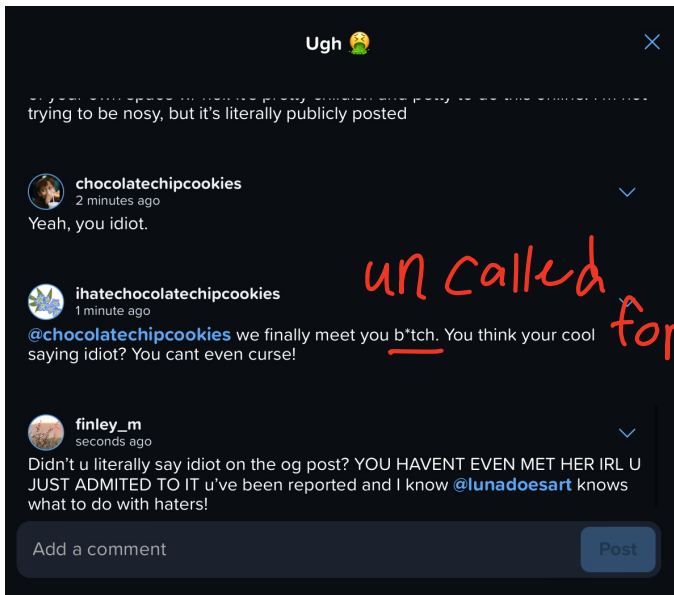 Ugh 🤮
trying to be nosy, but it's literally publicly posted
chocolatechipcookies
2 minutes ago
Yeah, you idiot.
un called
for
ihatechocolatechipcookies
1 minute ago
@chocolatechipcookies we finally meet you b*tch. You think your cool
saying idiot? You cant even curse!
finley_m
seconds ago
Didn't u literally say idiot on the og post? YOU HAVENT EVEN MET HER IRL U
JUST ADMITED TO IT u've been reported and I know @lunadoesart knows
what to do with haters!
Add a comment
Post